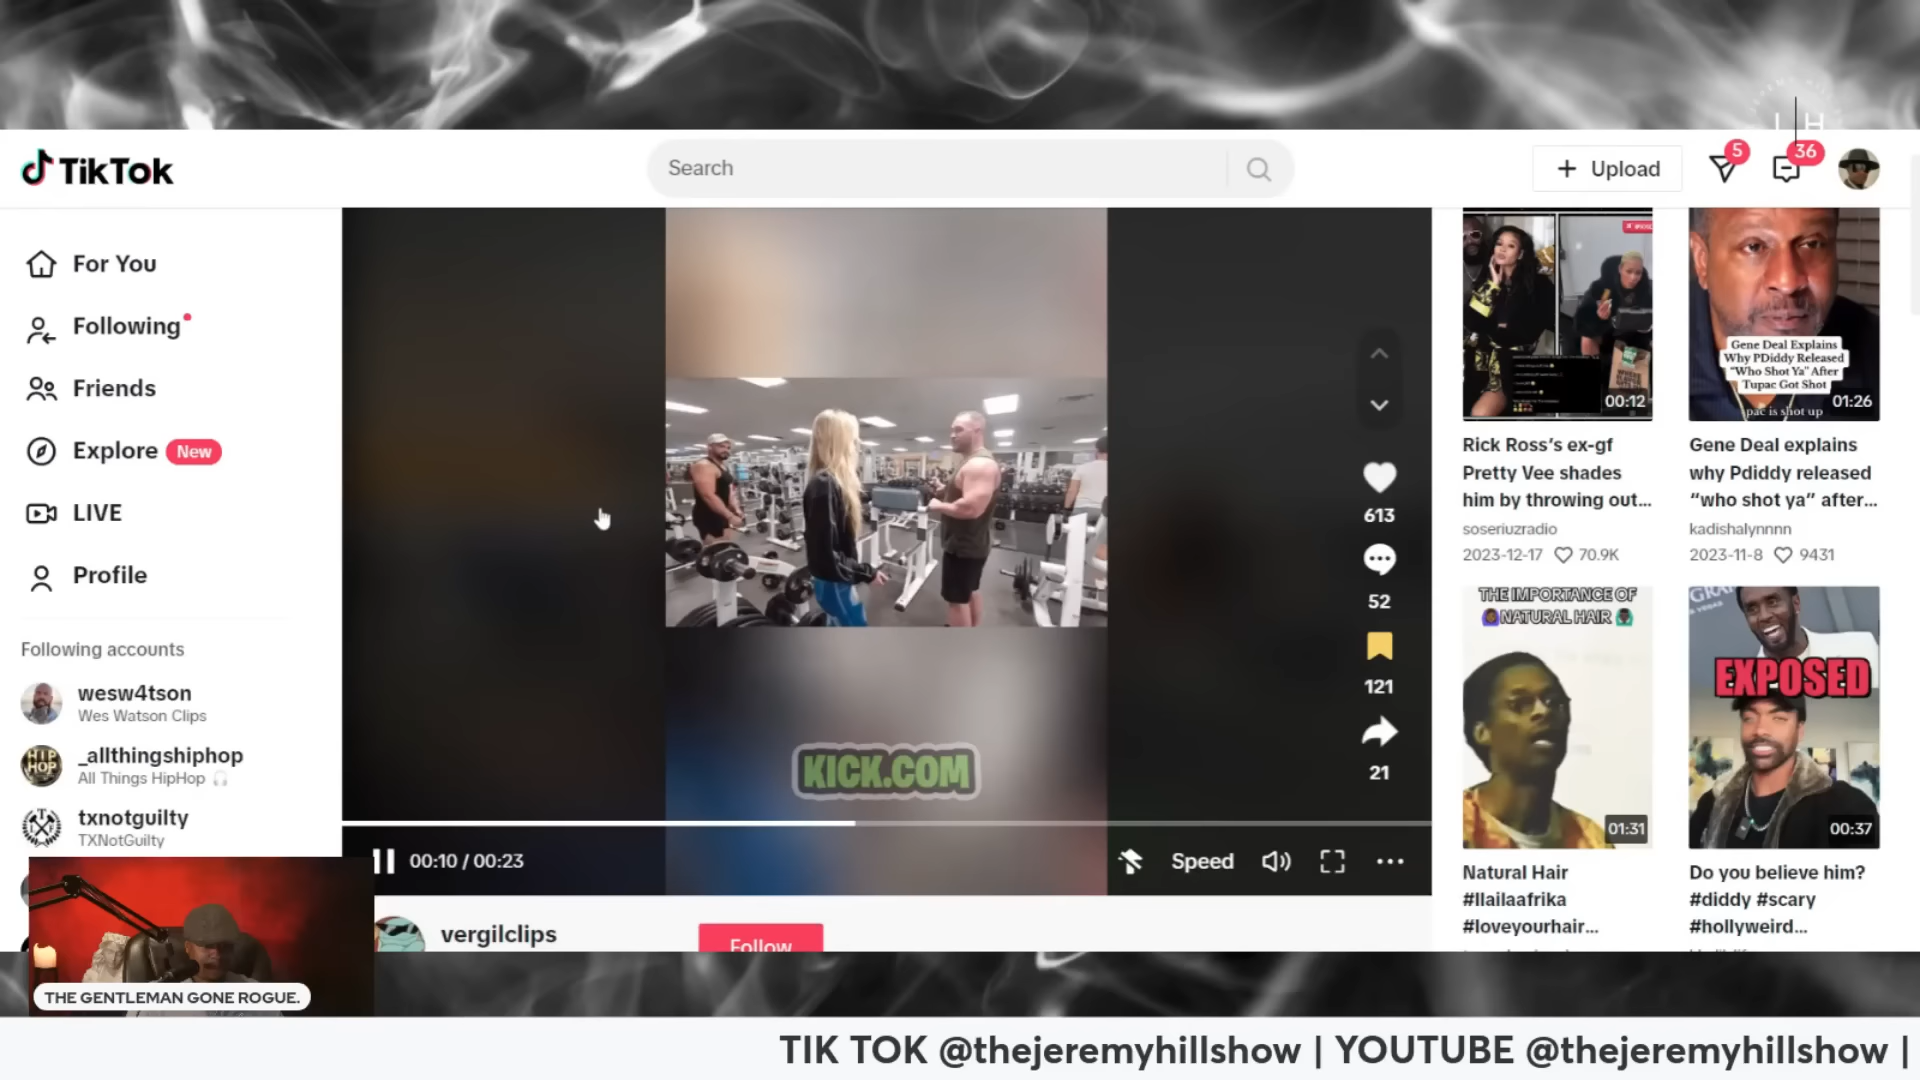 L H
TikTok
Search
Upload
5
36
For You
Following
Friends
Explore
New
LIVE
Profile
Following accounts
wesw4tson
Wes Watson Clips
HIP
HOP
_allthingshiphop
All Things HipHop
txnotguilty
TXNotGuilty
613
52
121
21
KICK.COM
00:10 / 00:23
Speed
vergilclips
Follow
00:12
Rick Ross’s ex-gf
Pretty Vee shades
him by throwing out...
soseriuzradio
2023-12-17
70.9K
Gene Deal Explains
Why PDiddy Released
"Who Shot Ya" After
Tupac Got Shot
pac is shot up
01:26
Gene Deal explains
why Pdiddy released
“who shot ya” after...
kadishalynnnn
2023-11-8
9431
THE IMPORTANCE OF
NATURAL HAIR
01:31
Natural Hair
#llailaafrika
#loveyourhair...
EXPOSED
00:37
Do you believe him?
#diddy #scary
#hollyweird...
THE GENTLEMAN GONE ROGUE.
TIK TOK @thejeremyhillshow | YOUTUBE @thejeremyhillshow |